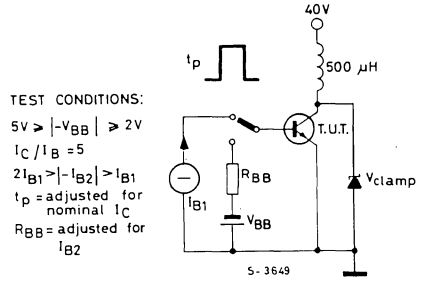 40V
tp
500 µH
TEST CONDITIONS:
5V ⩾ |-VBB| ⩾ 2V
IC/IB = 5
2IB1>|-IB2|>IB1
tp = adjusted for
nominal IC
RBB = adjusted for
IB2
T.U.T.
IB1
RBB
VBB
Vclamp
S-3649